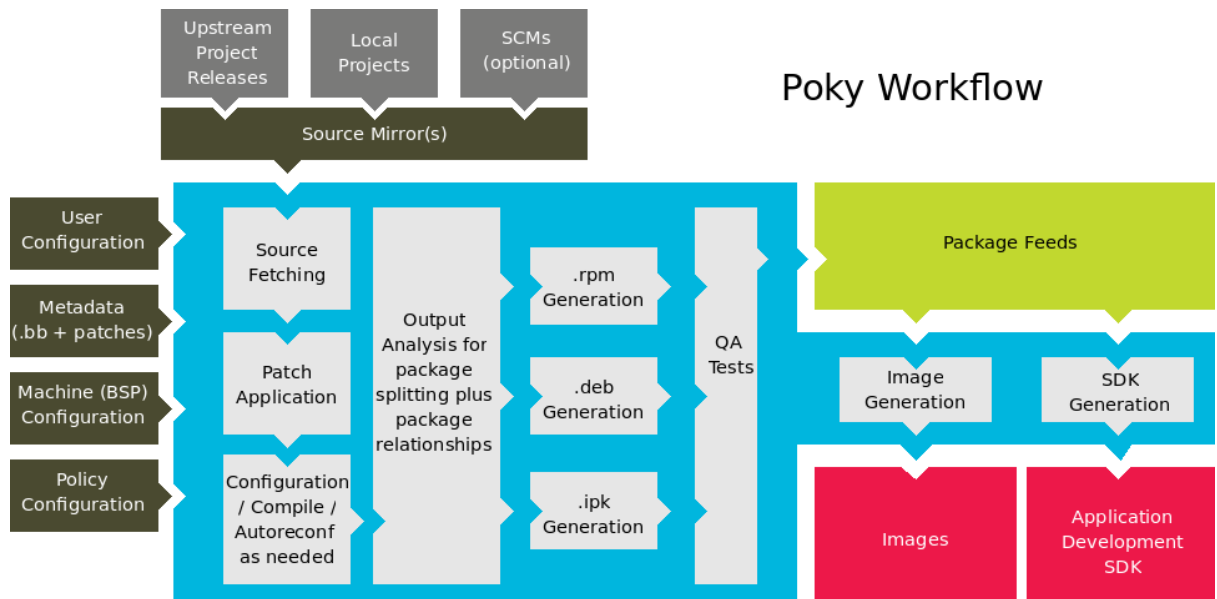 Upstream
Project
Releases
Local
Projects
SCMs
(optional)
Poky Workflow
Source Mirror(s)
User
Configuration
Metadata
(.bb + patches)
Machine (BSP)
Configuration
Policy
Configuration
Source
Fetching
Patch
Application
Configuration
/ Compile /
Autoreconf
as needed
Output
Analysis for
package
splitting plus
package
relationships
.rpm
Generation
.deb
Generation
.ipk
Generation
QA
Tests
Package Feeds
Image
Generation
SDK
Generation
Images
Application
Development
SDK